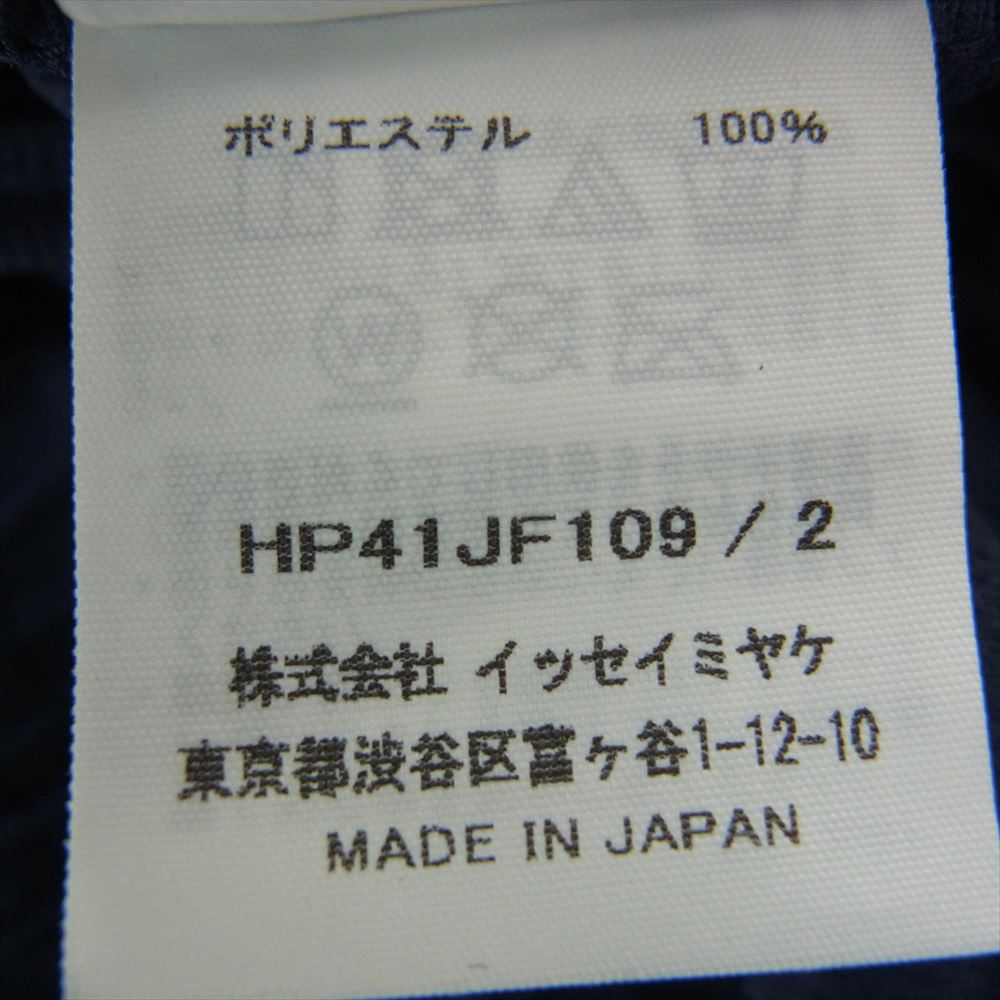 ポリエステル 100%
HP41JF109 / 2
株式会社 イッセイミヤケ
東京都渋谷区富ヶ谷1-12-10
MADE IN JAPAN